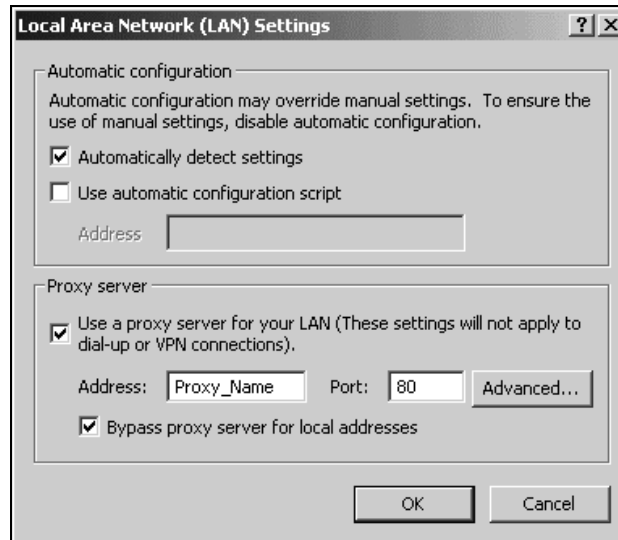 Local Area Network (LAN) Settings
Automatic configuration
Automatic configuration may override manual settings. To ensure the
use of manual settings, disable automatic configuration.
Automatically detect settings
Use automatic configuration script
Address
Proxy server
Use a proxy server for your LAN (These settings will not apply to
dial-up or VPN connections).
Address: Proxy_Name Port: 80 Advanced...
Bypass proxy server for local addresses
OK Cancel